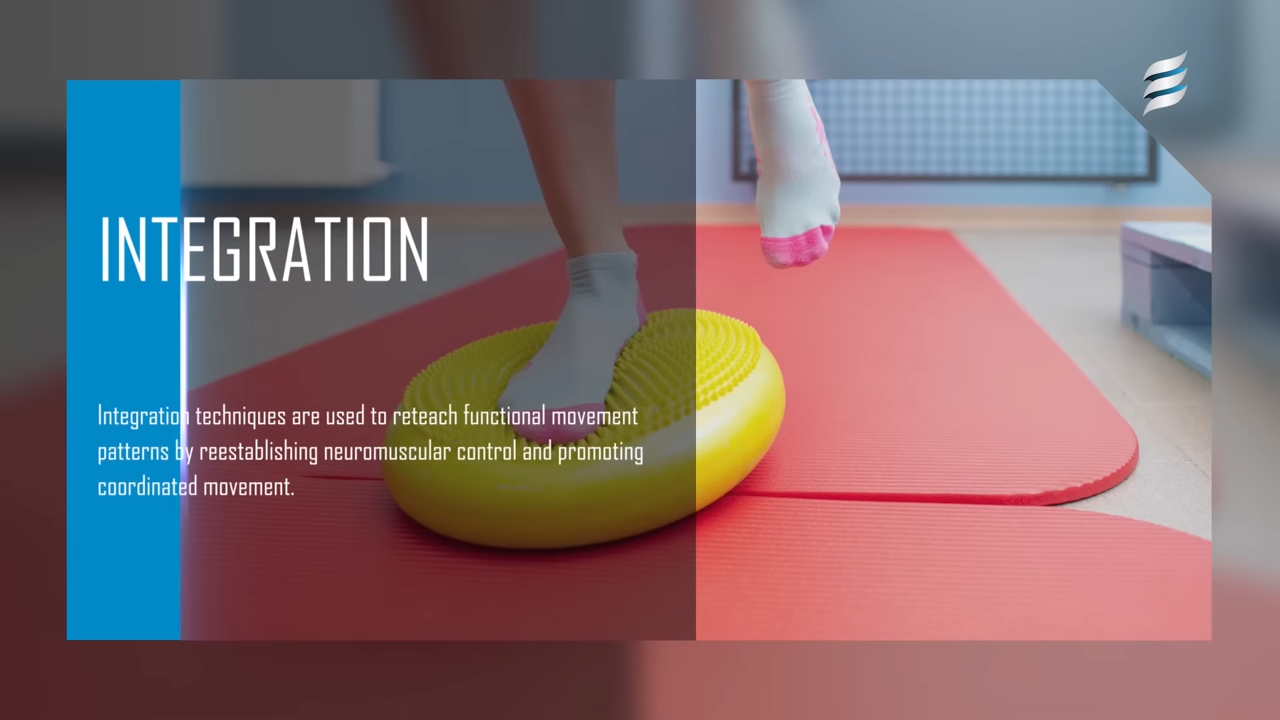 INTEGRATION
Integration techniques are used to reteach functional movement
patterns by reestablishing neuromuscular control and promoting
coordinated movement.